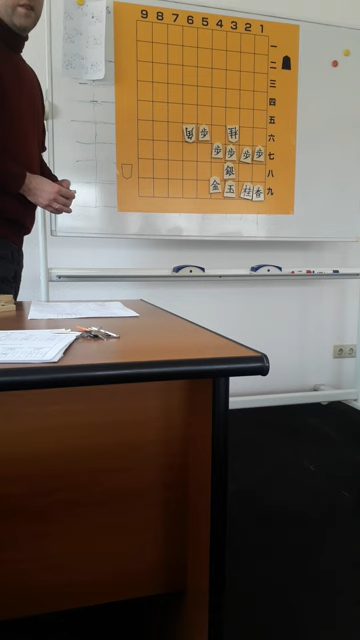 9 8 7 6 5 4 3 2 1
一
二
三
四
五
角 歩 桂 六
歩 歩 歩 歩 七
銀 八
金 玉 桂 香 九